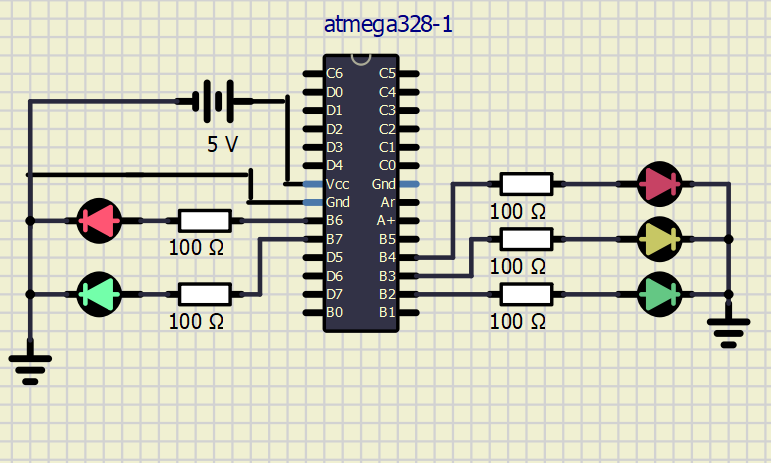 atmega328-1
C6 C5
D0 C4
D1 C3
D2 C2
5 V
D3 C1
D4 C0
Vcc Gnd
Gnd Ar
100 Ω
B6 A+
100 Ω
B7 B5
D5 B4
100 Ω
D6 B3
D7 B2
B0 B1
100 Ω
100 Ω